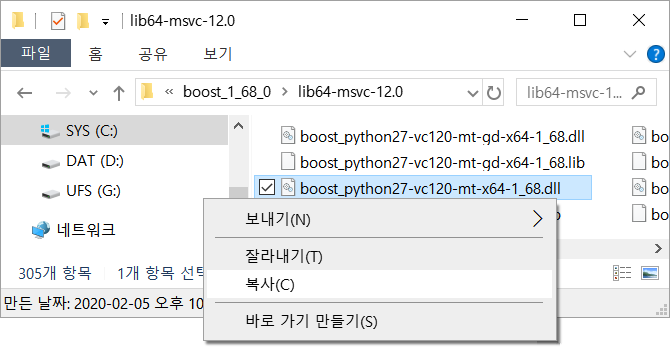 lib64-msvc-12.0
파일 홈 공유 보기
« boost_1_68_0 > lib64-msvc-12.0
lib64-msvc-1...
SYS (C:)
DAT (D:)
UFS (G:)
네트워크
boost_python27-vc120-mt-gd-x64-1_68.dll
boost_python27-vc120-mt-gd-x64-1_68.lib
boost_python27-vc120-mt-x64-1_68.dll
보내기(N)
잘라내기(T)
복사(C)
바로 가기 만들기(S)
305개 항목 1개 항목 선택
만든 날짜: 2020-02-05 오후 10